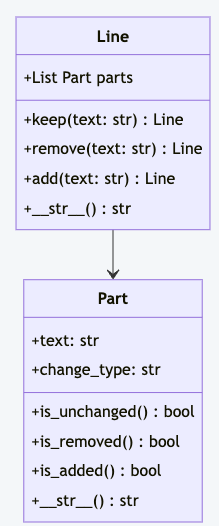 Line
+List Part parts
+keep(text: str) : Line
+remove(text: str) : Line
+add(text: str) : Line
+__str__() : str
Part
+text: str
+change_type: str
+is_unchanged() : bool
+is_removed() : bool
+is_added() : bool
+__str__() : str